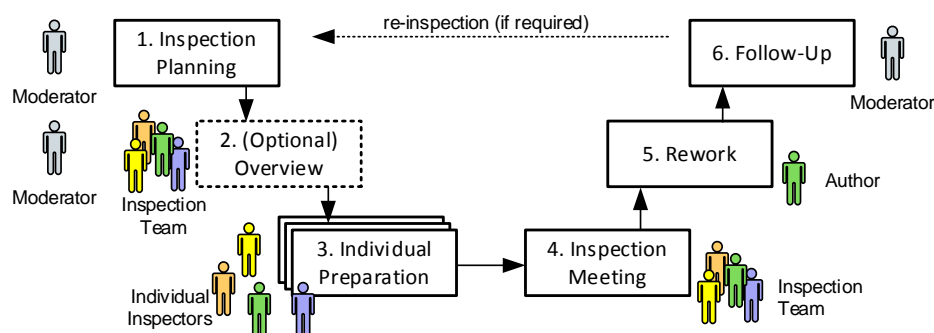 re-inspection (if required)
1. Inspection
Planning
6. Follow-Up
Moderator
Moderator
Moderator
2. (Optional)
Overview
5. Rework
Author
Inspection
Team
3. Individual
Preparation
4. Inspection
Meeting
Individual
Inspectors
Inspection
Team